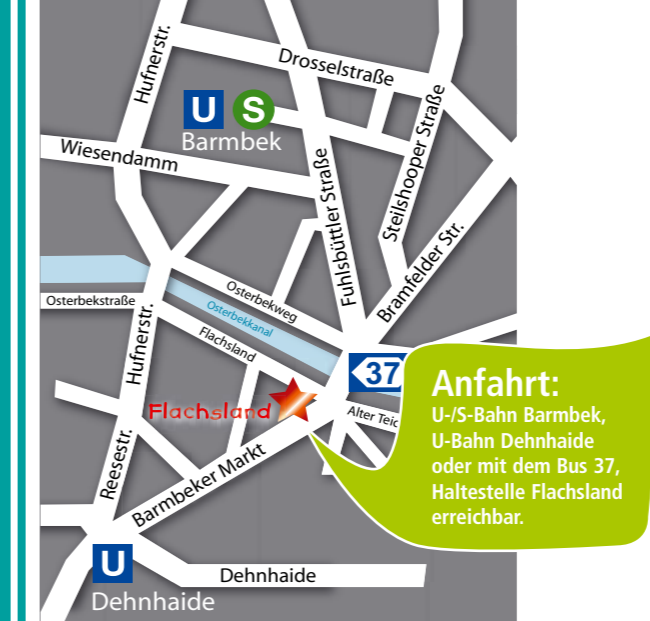 Hufnerstr.
Drosselstraße
U S
Barmbek
Wiesendamm
Steilshooper Straße
Fuhlsbüttler Straße
Bramfelder Str.
Osterbekweg
Osterbekstraße
Osterbekkanal
Hufnerstr.
Flachsland
37
Flachsland
Alter Teic
Reesestr.
Barmbeker Markt
U
Dehnhaide
Dehnhaide
Anfahrt:
U-/S-Bahn Barmbek,
U-Bahn Dehnhaide
oder mit dem Bus 37,
Haltestelle Flachsland
erreichbar.